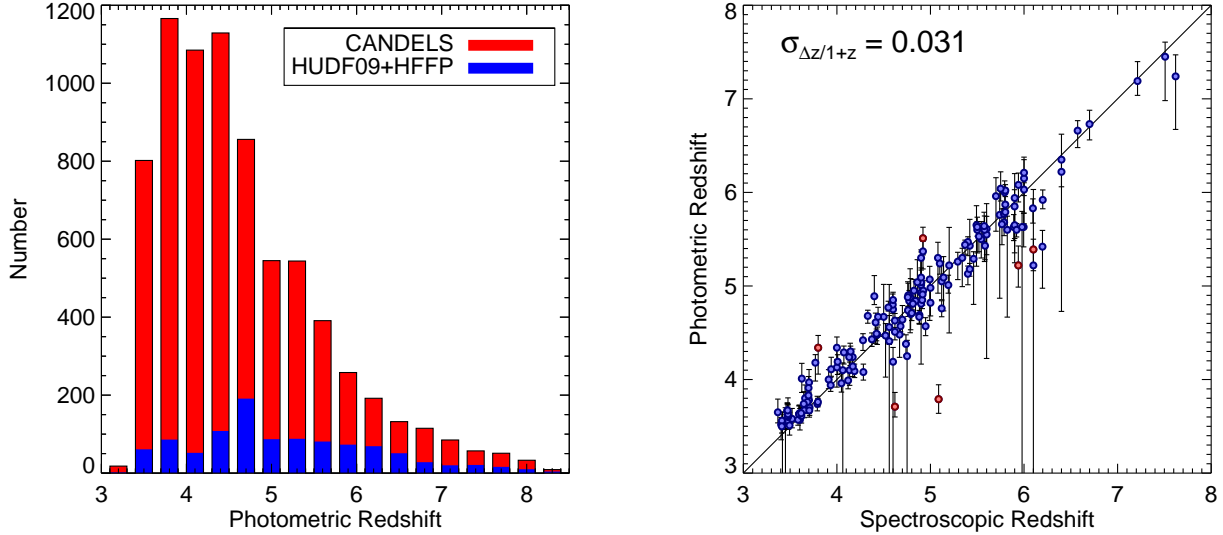 1200
1000
800
600
400
200
0
Number
CANDELS
HUDF09+HFFP
3 4 5 6 7 8
Photometric Redshift
8
7
6
5
4
3
Photometric Redshift
σΔz/1+z = 0.031
3 4 5 6 7 8
Spectroscopic Redshift